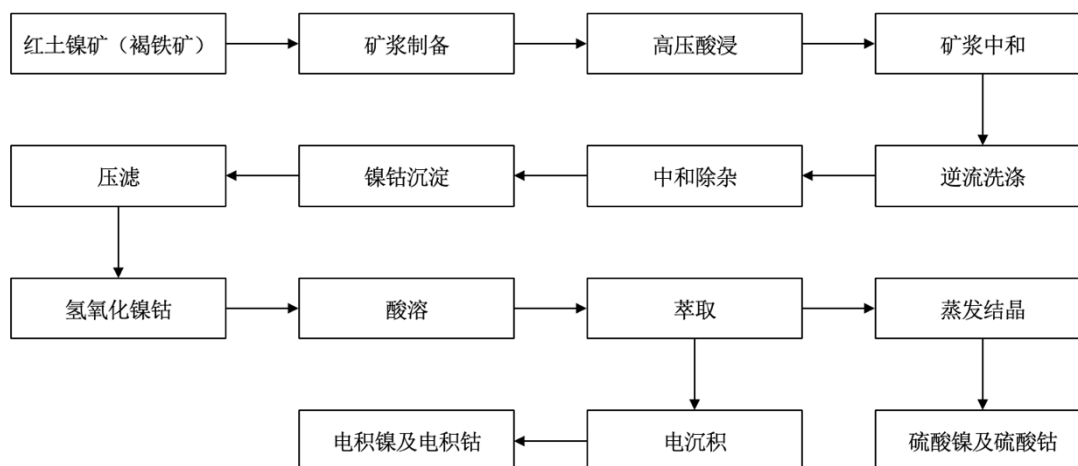 红土镍矿（褐铁矿）
矿浆制备
高压酸浸
矿浆中和
逆流洗涤
中和除杂
镍钴沉淀
压滤
氢氧化镍钴
酸溶
萃取
蒸发结晶
硫酸镍及硫酸钴
电沉积
电积镍及电积钴